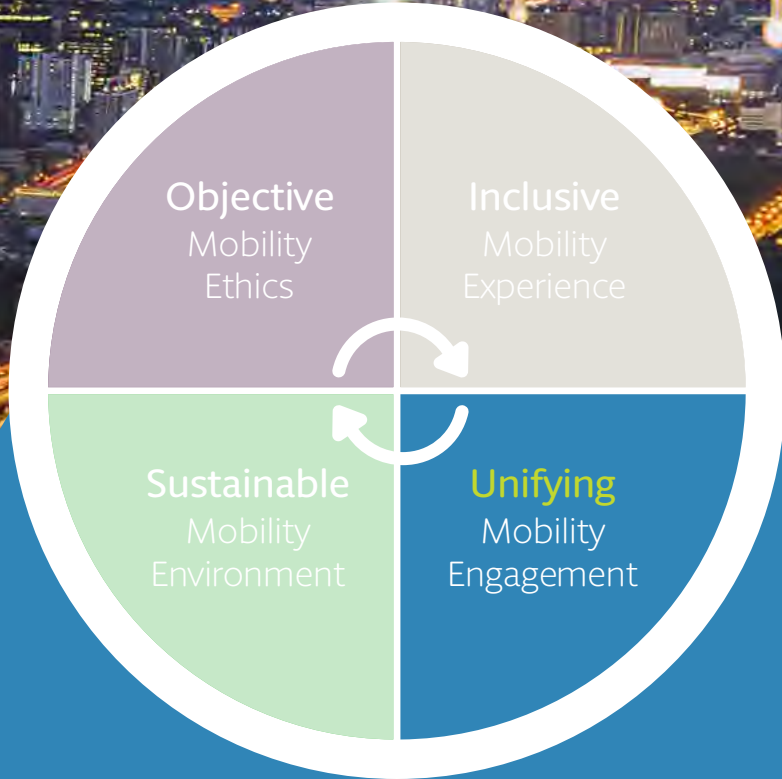 Objective
Mobility
Ethics
Inclusive
Mobility
Experience
Sustainable
Mobility
Environment
Unifying
Mobility
Engagement